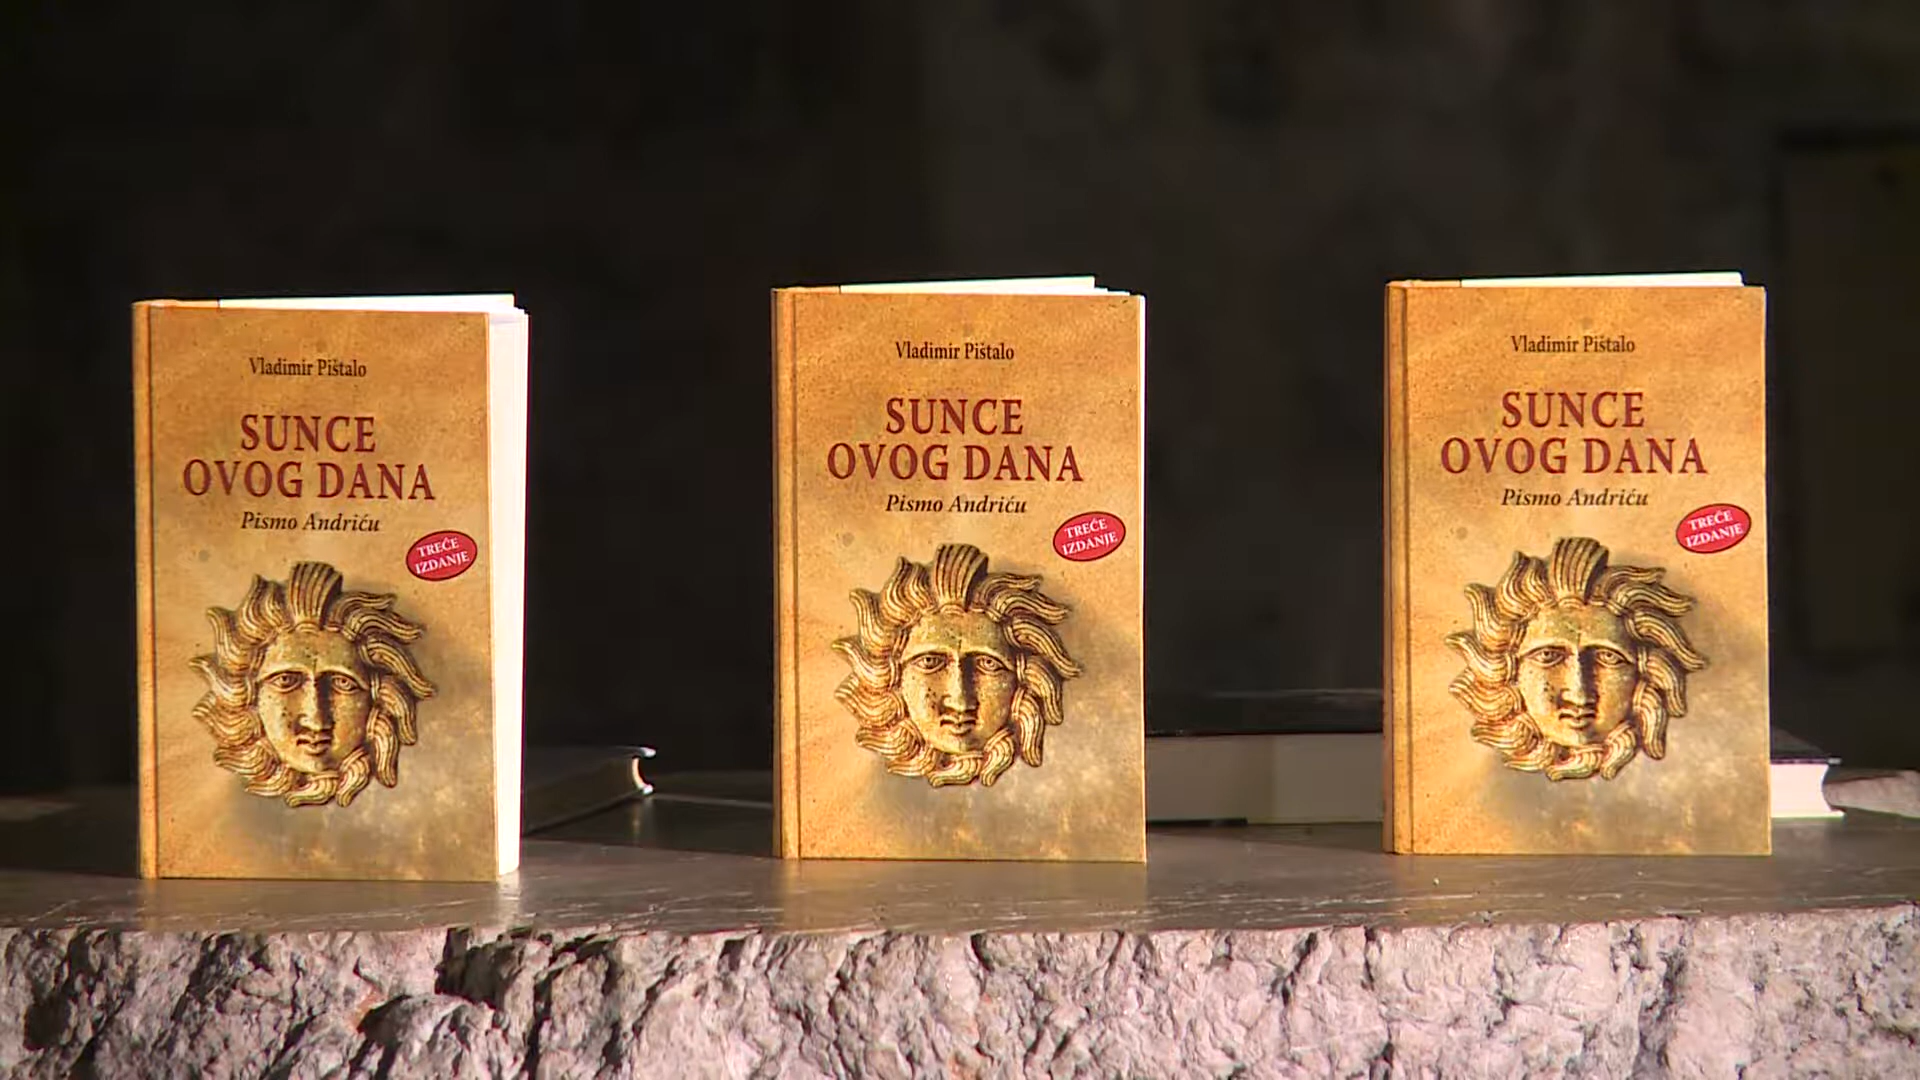 Vladimir Pištalo
SUNCE
OVOG DANA
Pismo Andriću
TREĆE
IZDANJE
Vladimir Pištalo
SUNCE
OVOG DANA
Pismo Andriću
TREĆE
IZDANJE
Vladimir Pištalo
SUNCE
OVOG DANA
Pismo Andriću
TREĆE
IZDANJE